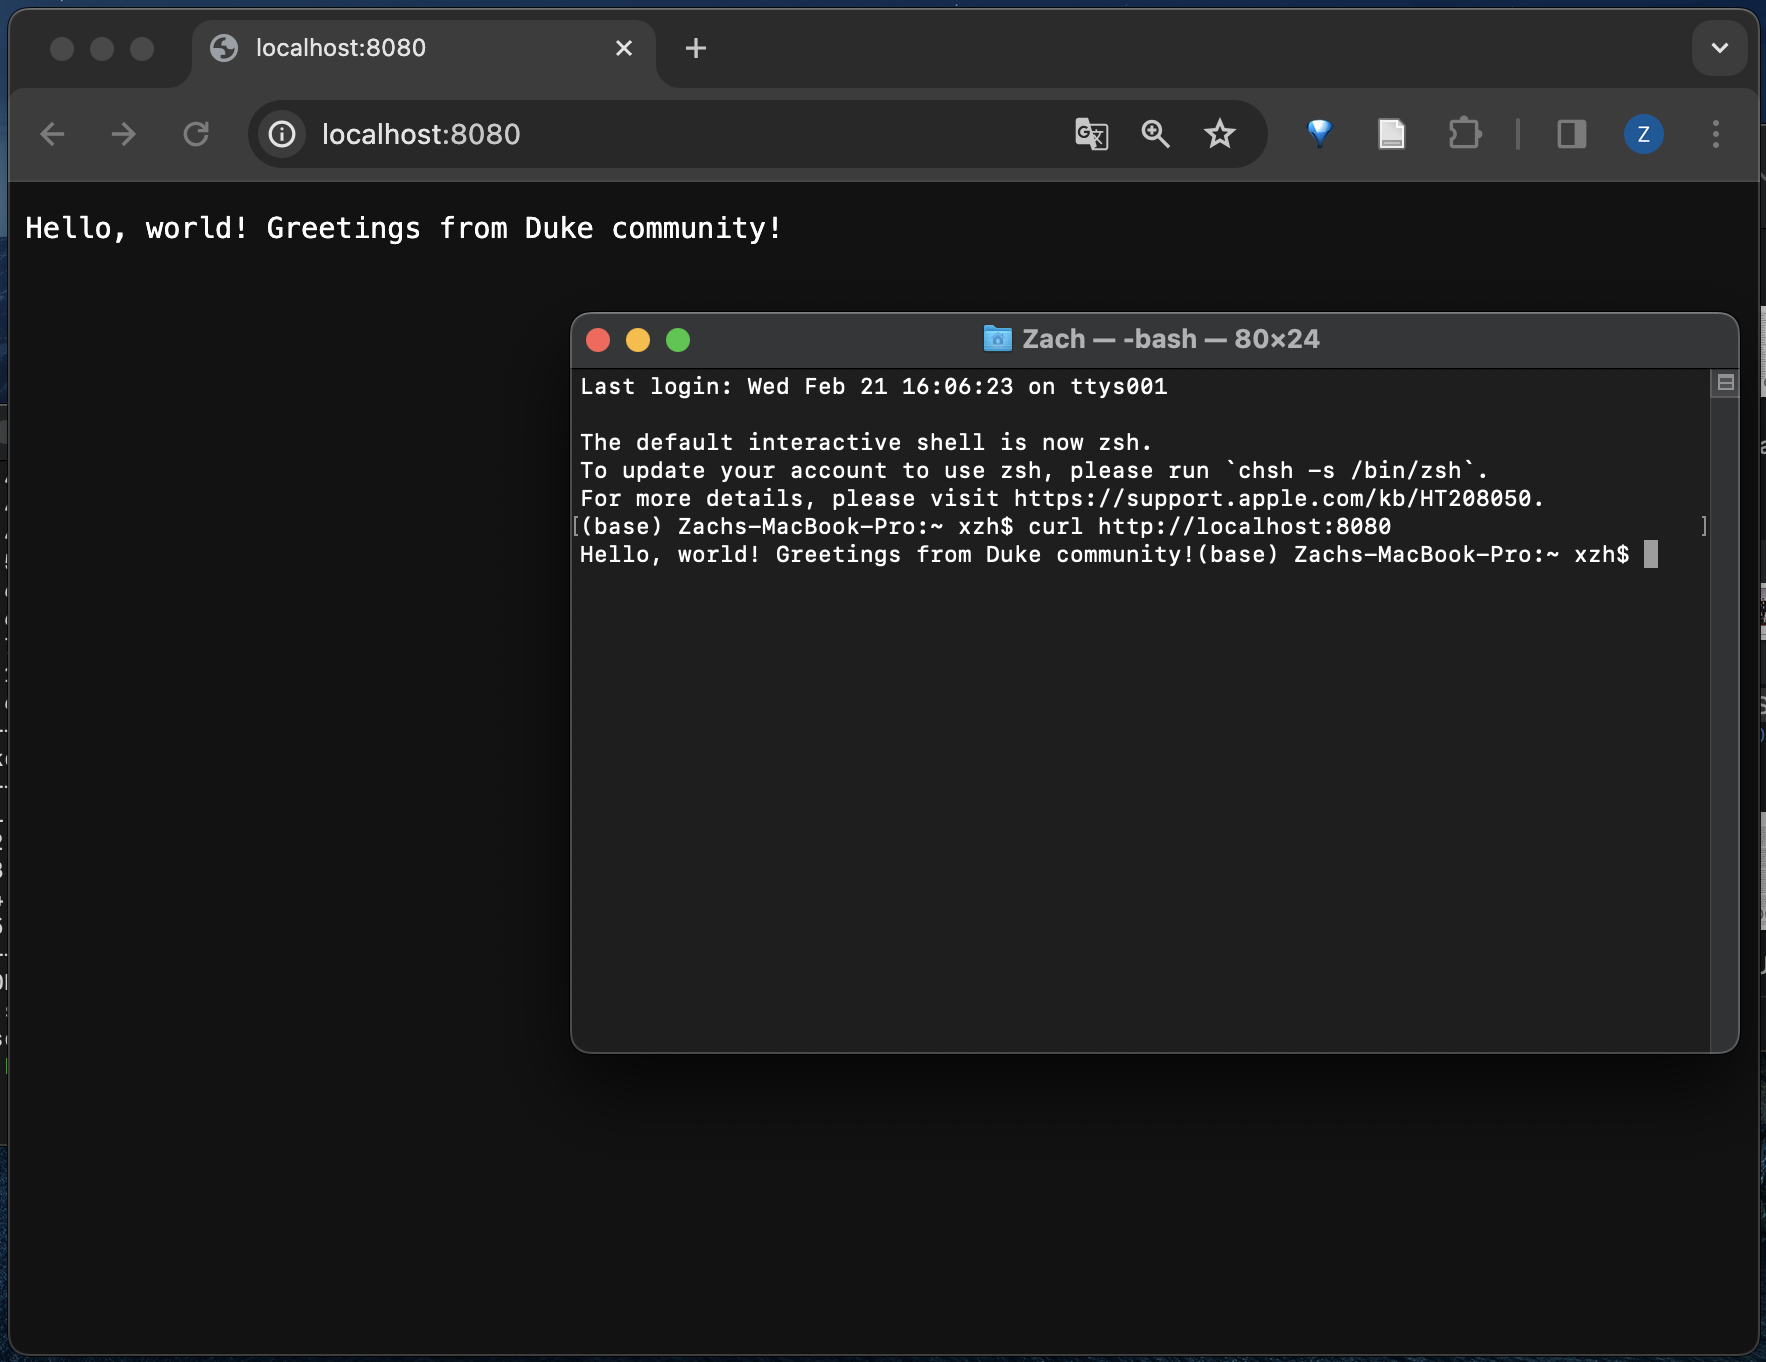 localhost:8080
localhost:8080
Z
Hello, world! Greetings from Duke community!
Zach — -bash — 80×24
Last login: Wed Feb 21 16:06:23 on ttys001
The default interactive shell is now zsh.
To update your account to use zsh, please run `chsh -s /bin/zsh`.
For more details, please visit https://support.apple.com/kb/HT208050.
[(base) Zachs-MacBook-Pro:~ xzh$ curl http://localhost:8080 ]
Hello, world! Greetings from Duke community!(base) Zachs-MacBook-Pro:~ xzh$